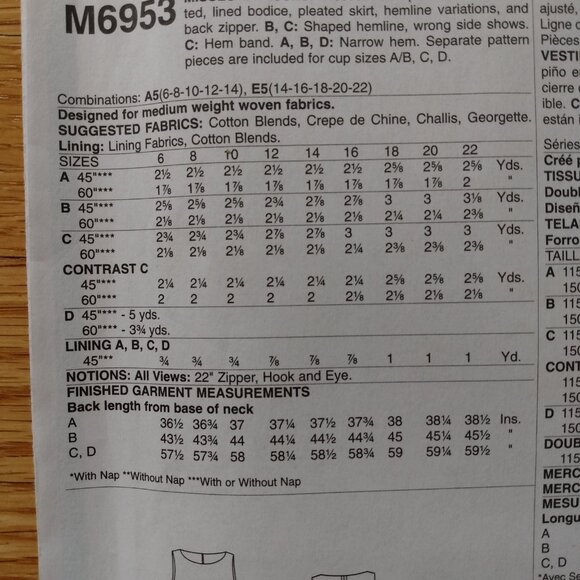 M6953
ted, lined bodice, pleated skirt, hemline variations, and
back zipper. B, C: Shaped hemline, wrong side shows.
C: Hem band. A, B, D: Narrow hem. Separate pattern
pieces are included for cup sizes A/B, C, D.
Combinations: A5(6-8-10-12-14), E5(14-16-18-20-22)
Designed for medium weight woven fabrics.
SUGGESTED FABRICS: Cotton Blends, Crepe de Chine, Challis, Georgette.
Lining: Lining Fabrics, Cotton Blends.
SIZES 6 8 10 12 14 16 18 20 22
A 45"*** 2½ 2½ 2½ 2½ 2½ 2½ 2⅝ 2⅝ 2⅝ Yds.
60"*** 1⅞ 1⅞ 1⅞ 1⅞ 1⅞ 1⅞ 1⅞ 1⅞ 2 "
B 45"*** 2⅝ 2⅝ 2⅝ 2¾ 2⅞ 2⅞ 3 3 3⅛ Yds.
60"*** 2⅛ 2⅛ 2⅛ 2⅛ 2⅛ 2⅛ 2¼ 2¼ 2⅜ "
C 45"*** 2¾ 2¾ 2¾ 2⅞ 2⅞ 3 3 3 3 Yds.
60"*** 2⅛ 2⅛ 2⅛ 2⅛ 2⅛ 2¼ 2⅜ 2⅜ 2⅜ "
CONTRAST C
45"*** 2¼ 2¼ 2¼ 2¼ 2¼ 2¼ 2⅝ 2⅝ 2⅝ Yds.
60"*** 2 2 2 2 2 2⅛ 2⅛ 2⅛ 2⅛ "
D 45"*** - 5 yds.
60"*** - 3¾ yds.
LINING A, B, C, D
45"** ¾ ¾ ¾ ⅞ ⅞ ⅞ 1 1 1 Yd.
NOTIONS: All Views: 22" Zipper, Hook and Eye.
FINISHED GARMENT MEASUREMENTS
Back length from base of neck
A 36½ 36¾ 37 37¼ 37½ 37¾ 38 38¼ 38½ Ins.
B 43½ 43¾ 44 44¼ 44½ 44¾ 45 45¼ 45½ "
C, D 57½ 57¾ 58 58¼ 58½ 58¾ 59 59¼ 59½ "
*With Nap **Without Nap ***With or Without Nap
ajusté,
Ligne
Pièces
VESTI
piño es
cierre
ible. C
están i
Séries
Créé p
TISSU
Doubl
Diseñ
TELA
Forro
TAILL
A 115
150
B 115
150
C 115
150
CONT
115
150
D 115
150
DOUB
115
MERC
MERC
MESU
Longu
A
B
C, D
*Avec Se